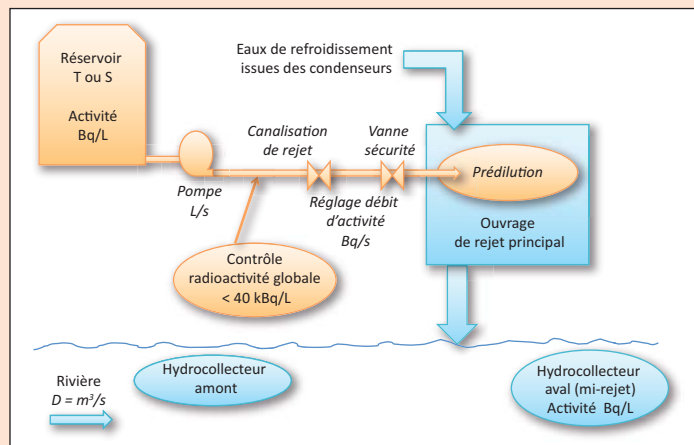 Réservoir
T ou S
Activité
Bq/L
Eaux de refroidissement
issues des condenseurs
Canalisation
de rejet
Vanne
sécurité
Prédilution
Pompe
L/s
Réglage débit
d'activité
Bq/s
Ouvrage
de rejet principal
Contrôle
radioactivité globale
< 40 kBq/L
Rivière
D = m³/s
Hydrocollecteur
amont
Hydrocollecteur
aval (mi-rejet)
Activité Bq/L